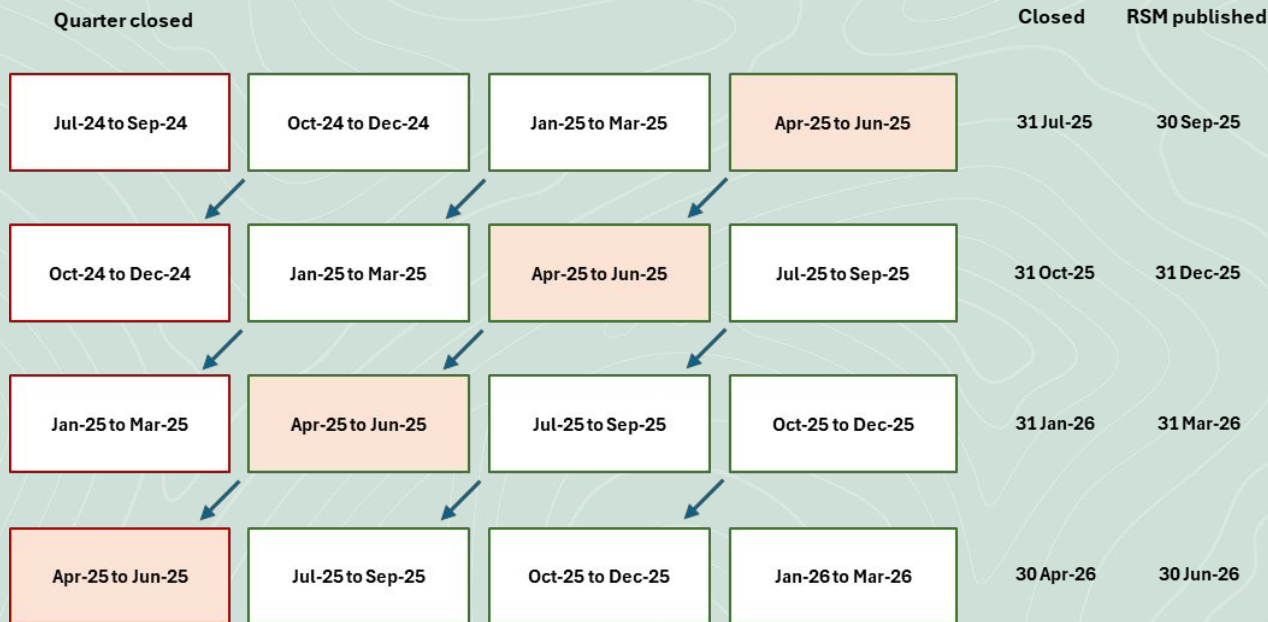 Quarter closed
Closed
RSM published
Jul-24 to Sep-24
Oct-24 to Dec-24
Jan-25 to Mar-25
Apr-25 to Jun-25
31 Jul-25
30 Sep-25
Oct-24 to Dec-24
Jan-25 to Mar-25
Apr-25 to Jun-25
Jul-25 to Sep-25
31 Oct-25
31 Dec-25
Jan-25 to Mar-25
Apr-25 to Jun-25
Jul-25 to Sep-25
Oct-25 to Dec-25
31 Jan-26
31 Mar-26
Apr-25 to Jun-25
Jul-25 to Sep-25
Oct-25 to Dec-25
Jan-26 to Mar-26
30 Apr-26
30 Jun-26